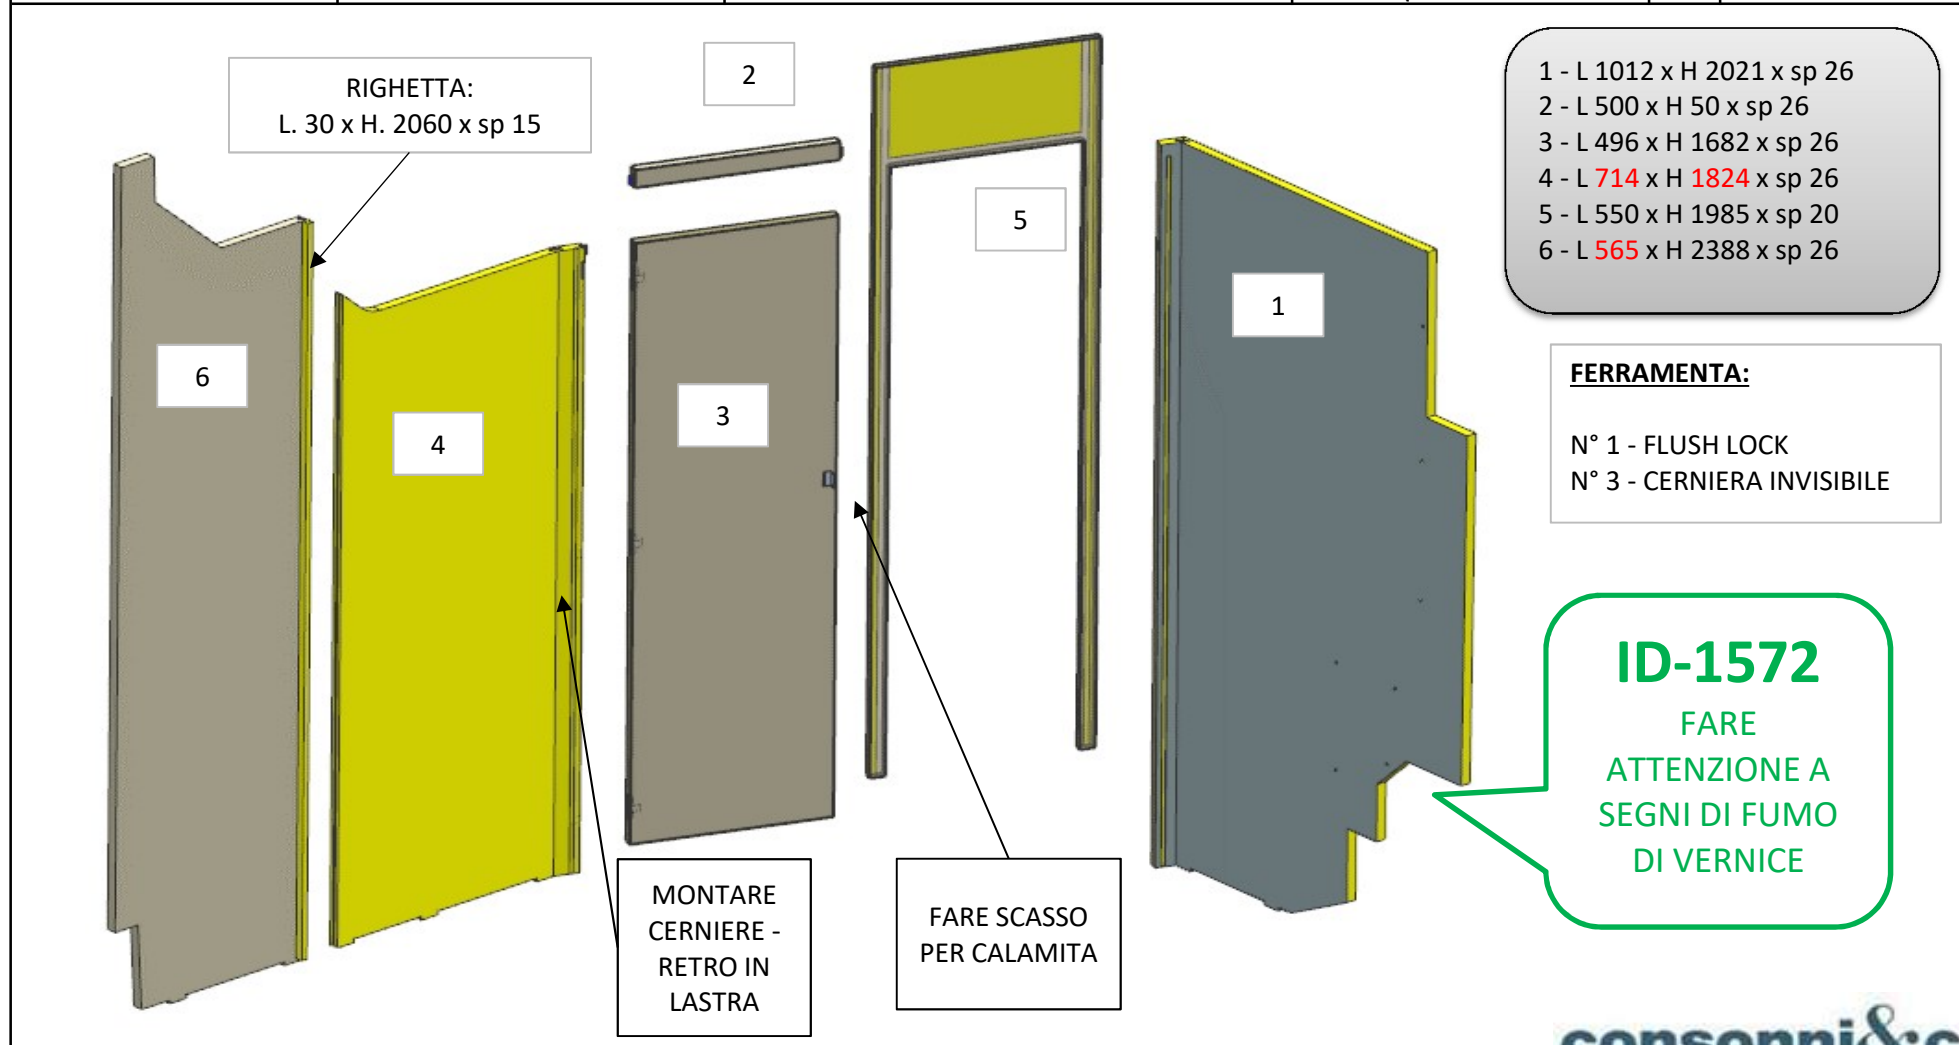 RIGHETTA:
L. 30 x H. 2060 x sp 15
2
1 - L 1012 x H 2021 x sp 26
2 - L 500 x H 50 x sp 26
3 - L 496 x H 1682 x sp 26
4 - L 714 x H 1824 x sp 26
5 - L 550 x H 1985 x sp 20
6 - L 565 x H 2388 x sp 26
5
1
6
4
3
FERRAMENTA:
N° 1 - FLUSH LOCK
N° 3 - CERNIERA INVISIBILE
ID-1572
FARE
ATTENZIONE A
SEGNI DI FUMO
DI VERNICE
MONTARE
CERNIERE -
RETRO IN
LASTRA
FARE SCASSO
PER CALAMITA
consonni&c